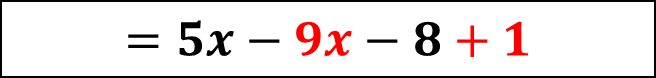 = 5x − 9x − 8 + 1